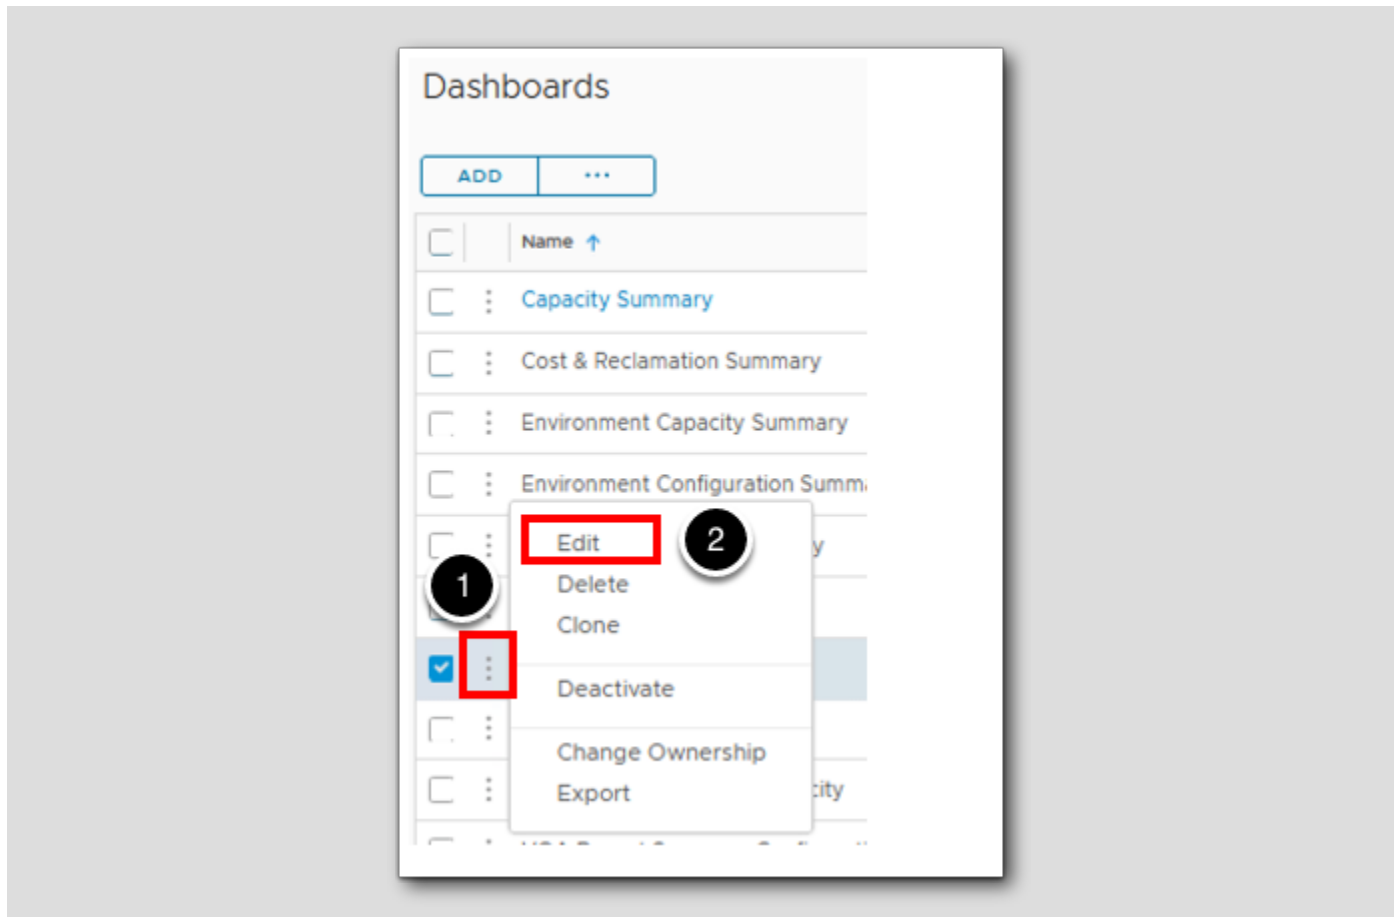 Dashboards
ADD ...
Name ↑
Capacity Summary
Cost & Reclamation Summary
Environment Capacity Summary
Environment Configuration Summ
Edit
2
y
1
Delete
Clone
Deactivate
Change Ownership
Export
city